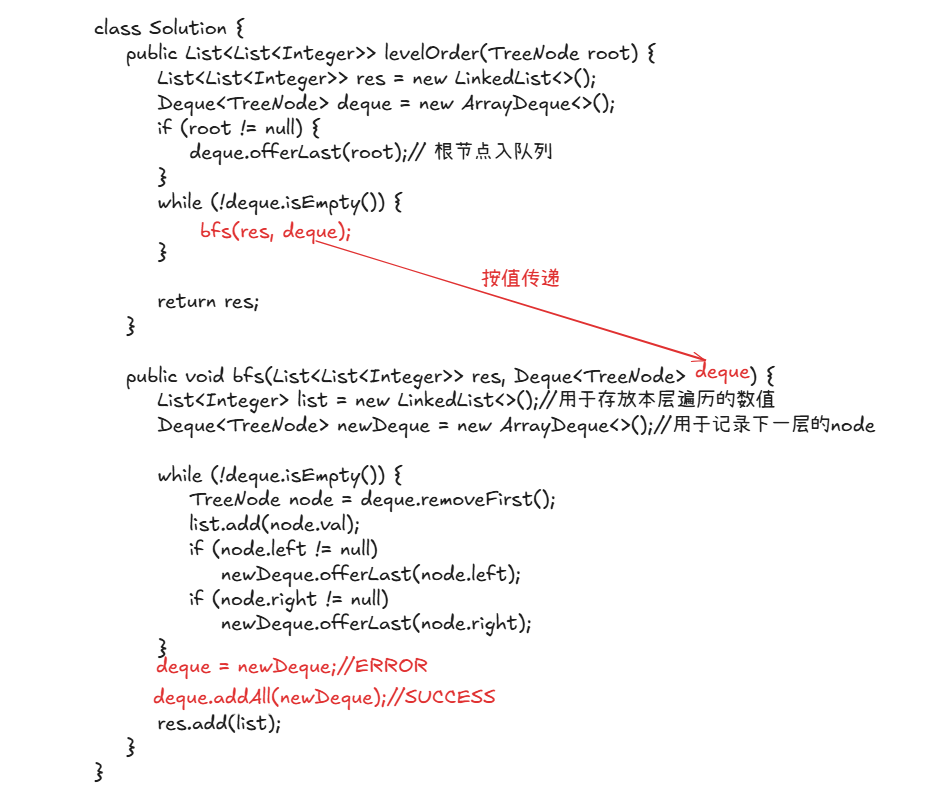 class Solution {
public List<List<Integer>> levelOrder(TreeNode root) {
List<List<Integer>> res = new LinkedList<>();
Deque<TreeNode> deque = new ArrayDeque<>();
if (root != null) {
deque.offerLast(root);// 根节点入队列
}
while (!deque.isEmpty()) {
bfs(res, deque);
}
按值传递
return res;
}
public void bfs(List<List<Integer>> res, Deque<TreeNode> deque) {
List<Integer> list = new LinkedList<>();//用于存放本层遍历的数值
Deque<TreeNode> newDeque = new ArrayDeque<>();//用于记录下一层的node
while (!deque.isEmpty()) {
TreeNode node = deque.removeFirst();
list.add(node.val);
if (node.left != null)
newDeque.offerLast(node.left);
if (node.right != null)
newDeque.offerLast(node.right);
}
deque = newDeque;//ERROR
deque.addAll(newDeque);//SUCCESS
res.add(list);
}
}